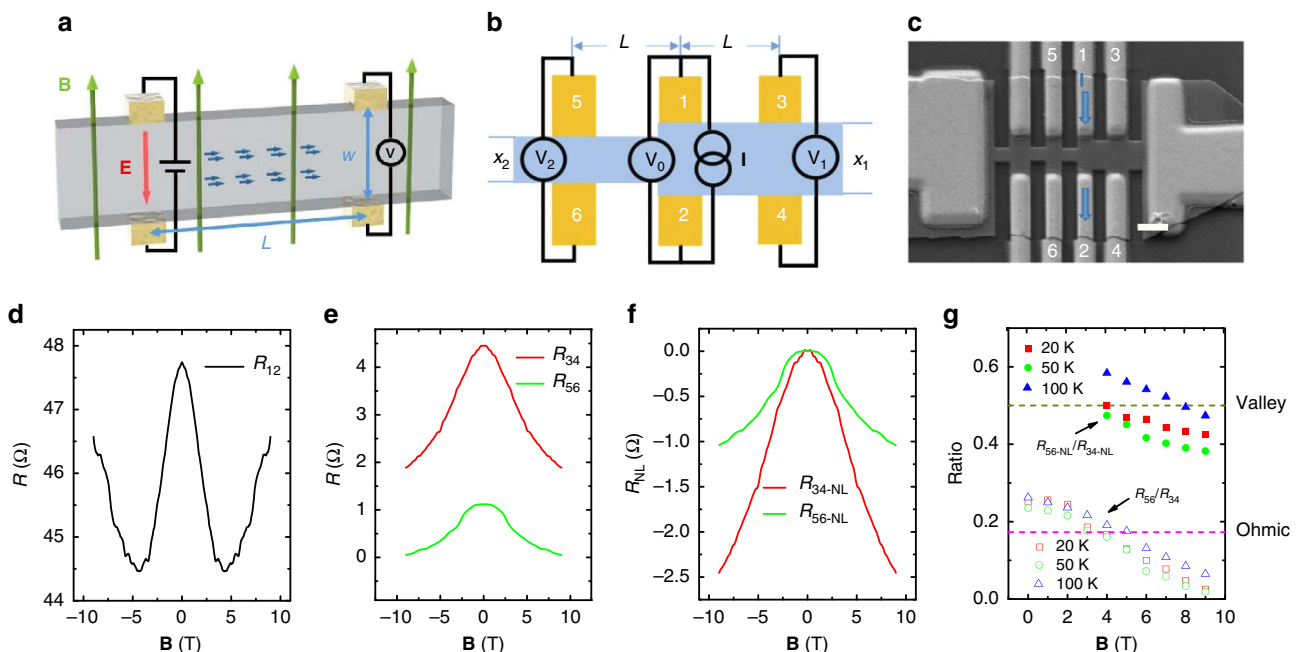 a
B
E
w
V
L
b
L
L
5
1
3
x2
V2
V0
I
V1
x1
6
2
4
c
5
1
3
6
2
4
d
R (Ω)
48
47
46
45
44
R12
−10
−5
0
5
10
B (T)
e
R (Ω)
4
3
2
1
0
R34
R56
−10
−5
0
5
10
B (T)
f
RNL (Ω)
0.0
−0.5
−1.0
−1.5
−2.0
−2.5
R34-NL
R56-NL
−10
−5
0
5
10
B (T)
g
Ratio
0.6
0.4
0.2
0.0
20 K
50 K
100 K
Valley
R56-NL/R34-NL
R56/R34
Ohmic
20 K
50 K
100 K
0
2
4
6
8
B (T)